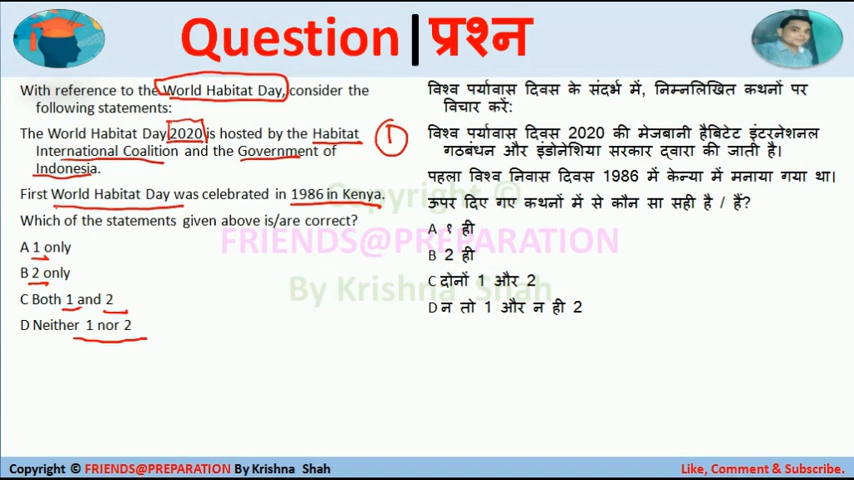 Question|प्रश्न
With reference to the World Habitat Day, consider the
following statements:
The World Habitat Day 2020 is hosted by the Habitat
International Coalition and the Government of
Indonesia.
First World Habitat Day was celebrated in 1986 in Kenya.
Which of the statements given above is/are correct?
A 1 only
B 2 only
C Both 1 and 2
D Neither 1 nor 2
1
विश्व पर्यावास दिवस के संदर्भ में, निम्नलिखित कथनों पर
विचार करें:
विश्व पर्यावास दिवस 2020 की मेजबानी हैबिटेट इंटरनेशनल
गठबंधन और इंडोनेशिया सरकार द्वारा की जाती है।
पहला विश्व निवास दिवस 1986 में केन्या में मनाया गया था।
ऊपर दिए गए कथनों में से कौन सा सही है / हैं?
A १ ही
B 2 ही
C दोनों 1 और 2
D न तो 1 और न ही 2
Copyright ©
FRIENDS@PREPARATION
By Krishna Shah
Copyright © FRIENDS@PREPARATION By Krishna Shah
Like, Comment & Subscribe.